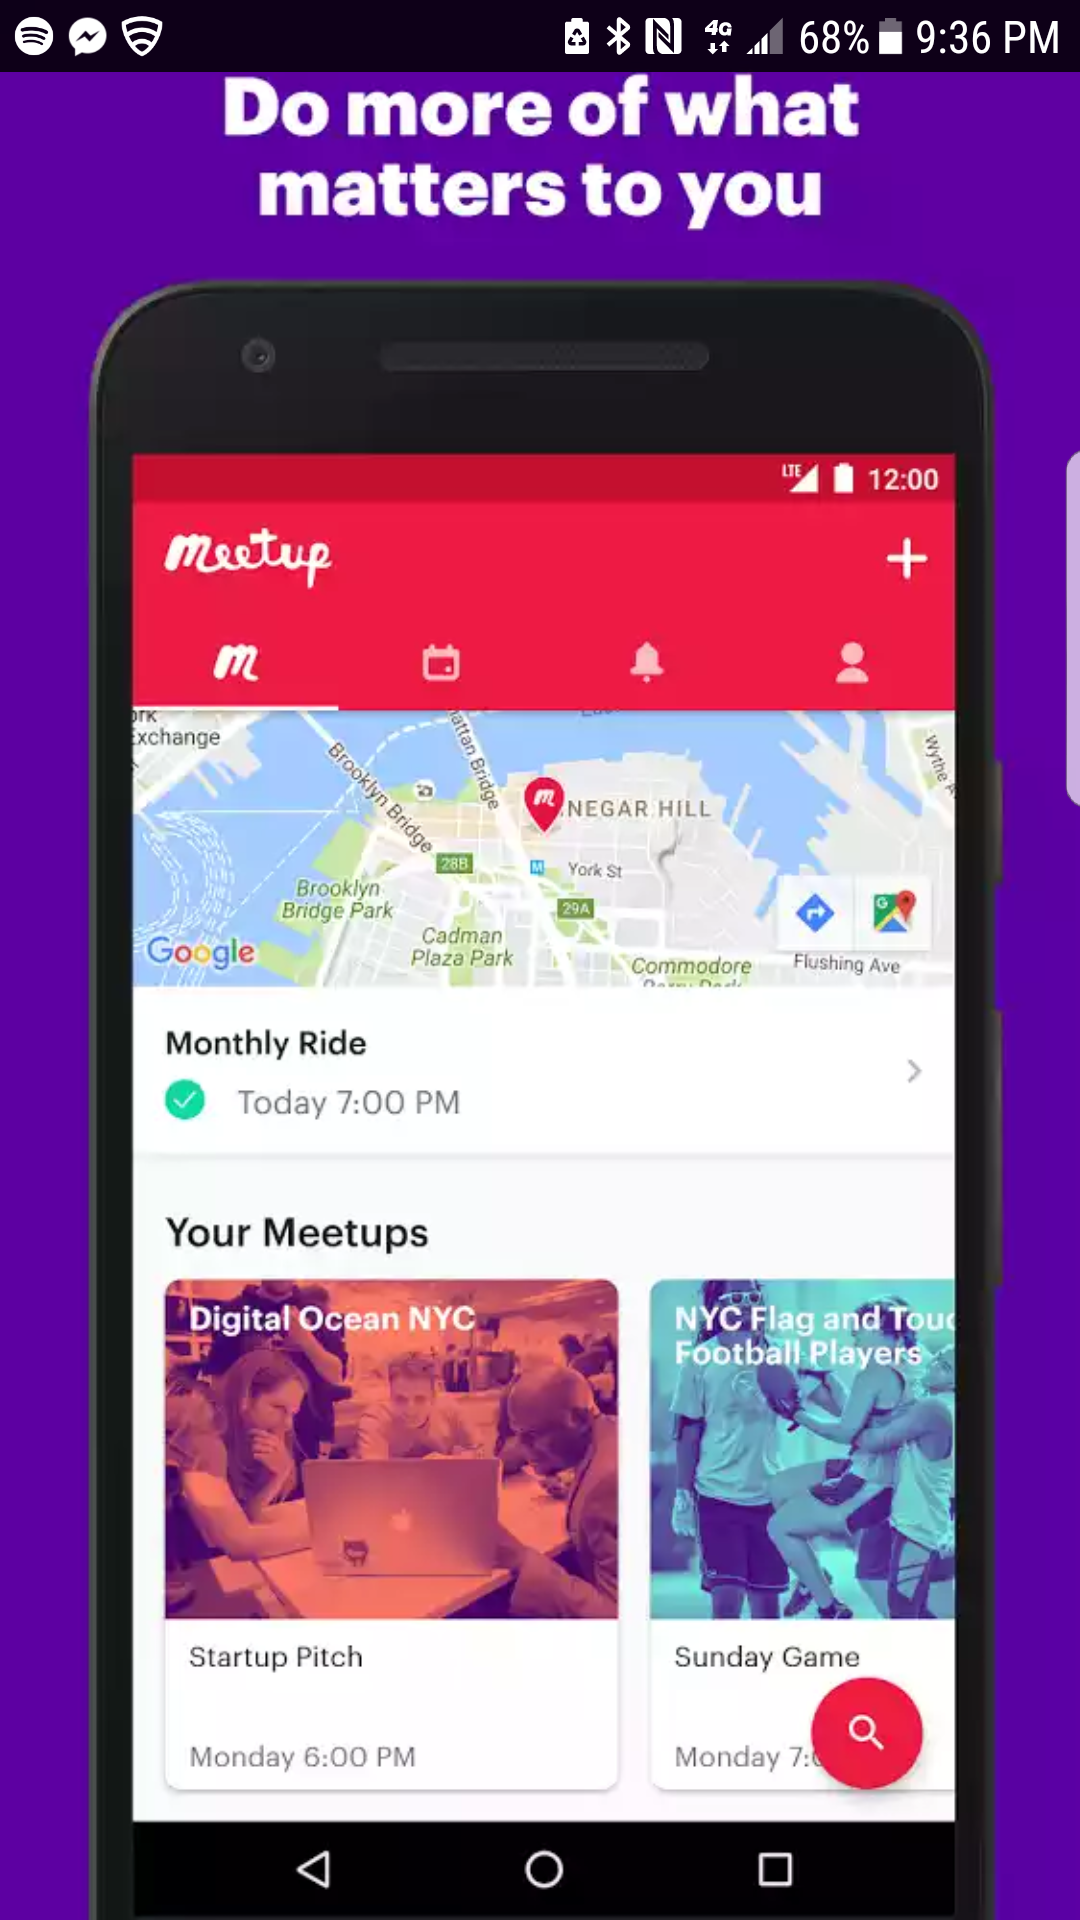 4G 68% 9:36 PM
Do more of what
matters to you
LTE 12:00
Meetup
m
Exchange
Brooklyn Bridge
Bridge
Wythe
m NEGAR HILL
28B
M York St
Brooklyn
Bridge Park
29A
Cadman
Plaza Park
Google
Commodore
Flushing Ave
Monthly Ride
Today 7:00 PM
Your Meetups
Digital Ocean NYC
NYC Flag and Touc
Football Players
Startup Pitch
Sunday Game
Monday 6:00 PM
Monday 7: